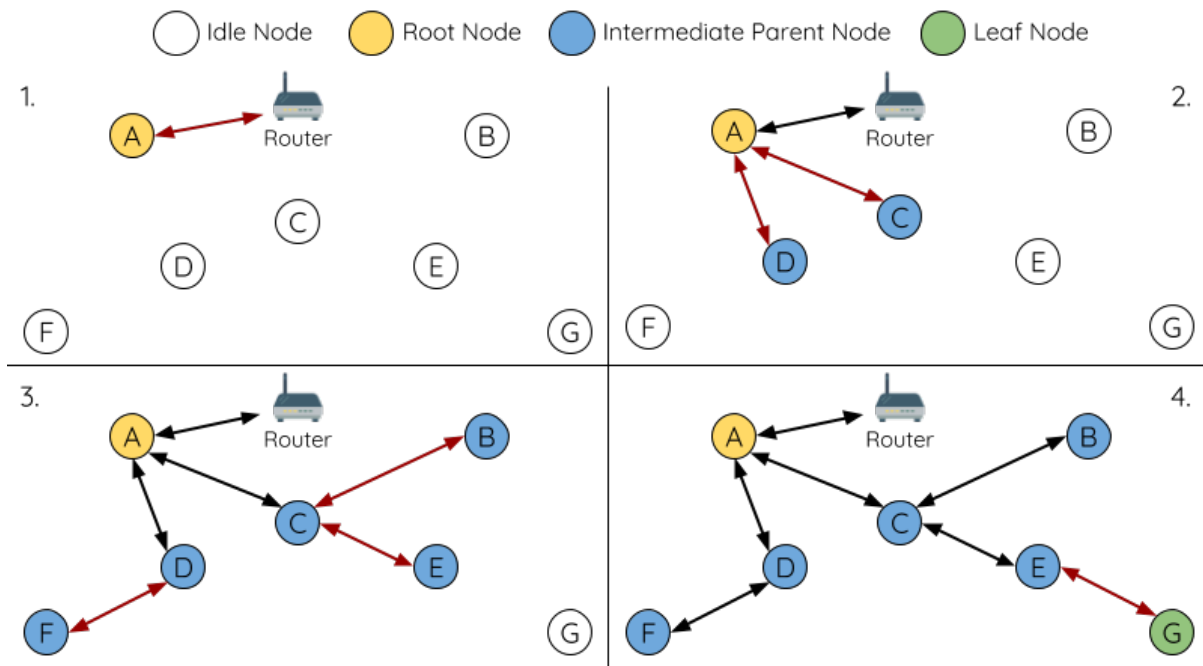 Idle Node
Root Node
Intermediate Parent Node
Leaf Node
1.
A
Router
B
C
D
E
F
G
2.
A
Router
B
C
D
E
F
G
3.
A
Router
B
C
D
E
F
G
4.
A
Router
B
C
D
E
F
G